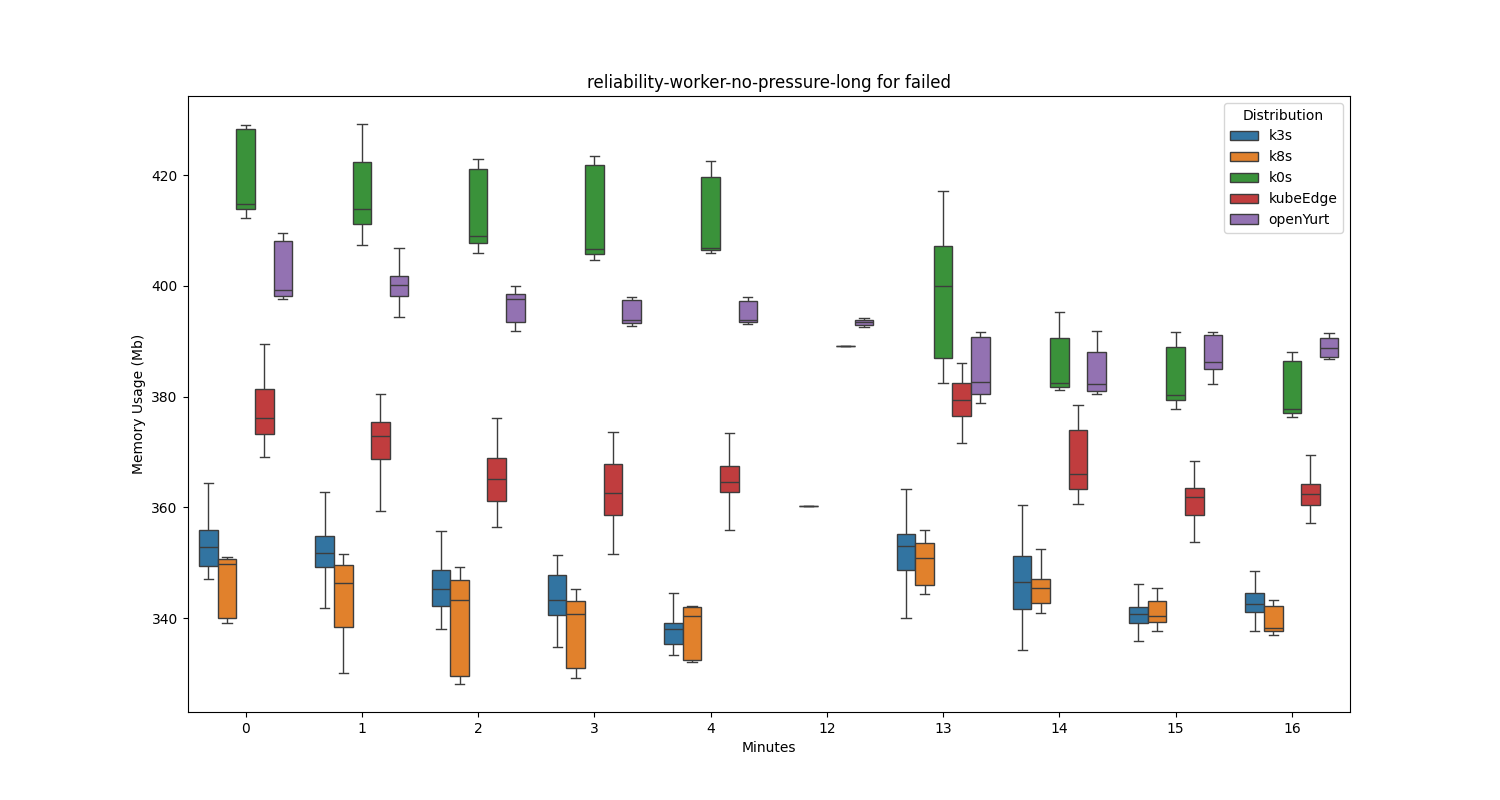 reliability-worker-no-pressure-long for failed
Distribution
k3s
k8s
k0s
kubeEdge
openYurt
Memory Usage (Mb)
420
400
380
360
340
0 1 2 3 4 12 13 14 15 16
Minutes